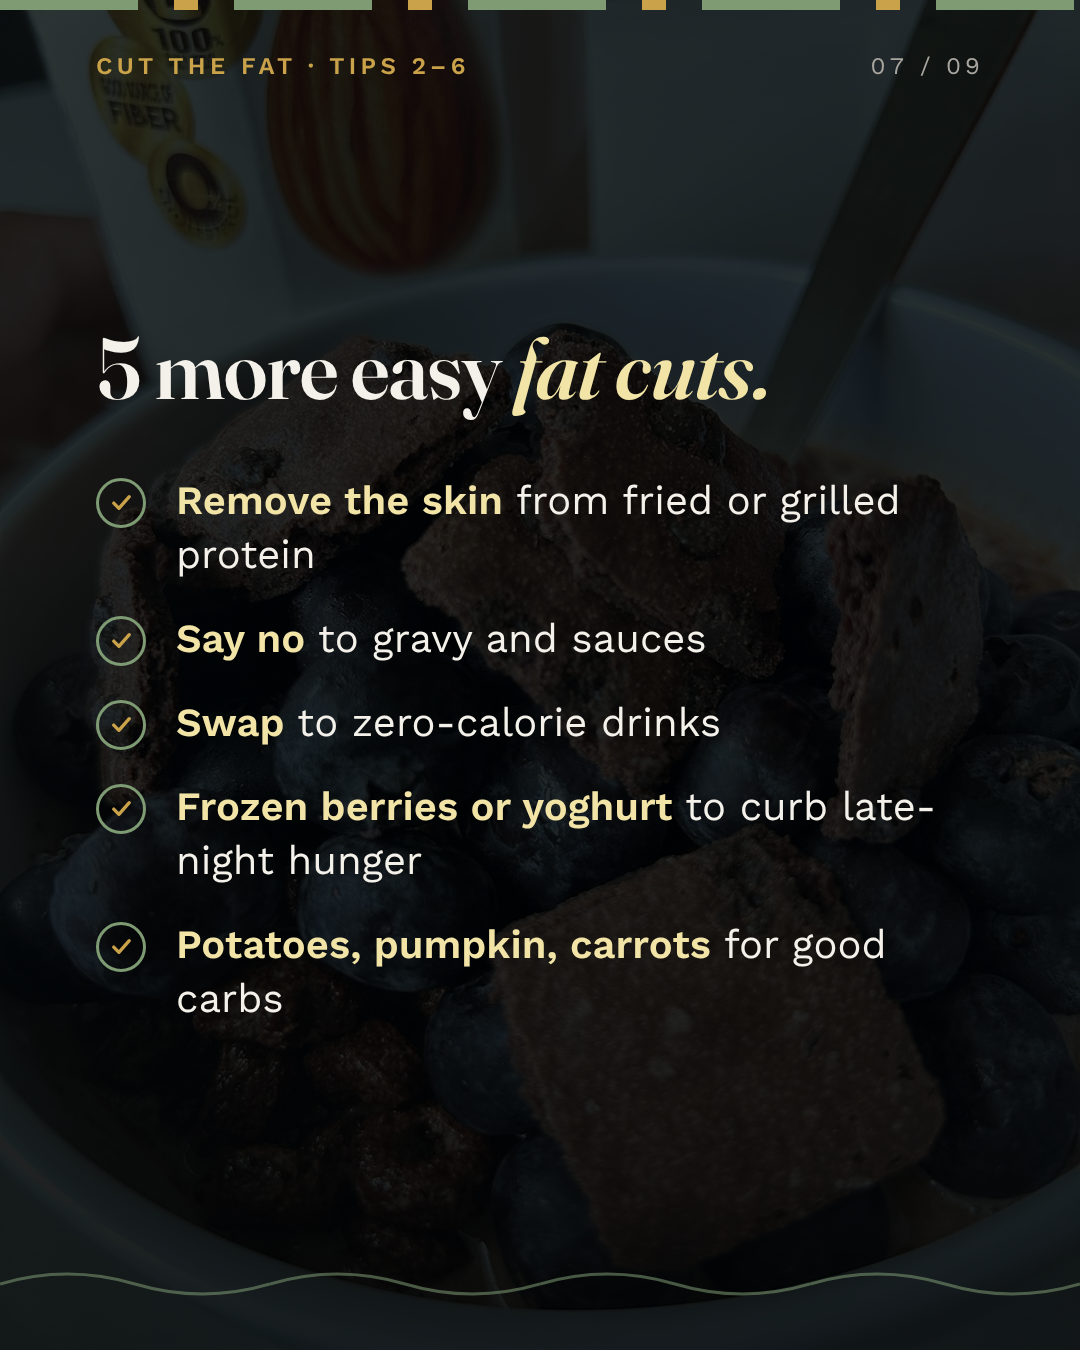 CUT THE FAT · TIPS 2–6
07 / 09
100%
FIBER
5 more easy fat cuts.
Remove the skin from fried or grilled
protein
Say no to gravy and sauces
Swap to zero-calorie drinks
Frozen berries or yoghurt to curb late-
night hunger
Potatoes, pumpkin, carrots for good
carbs